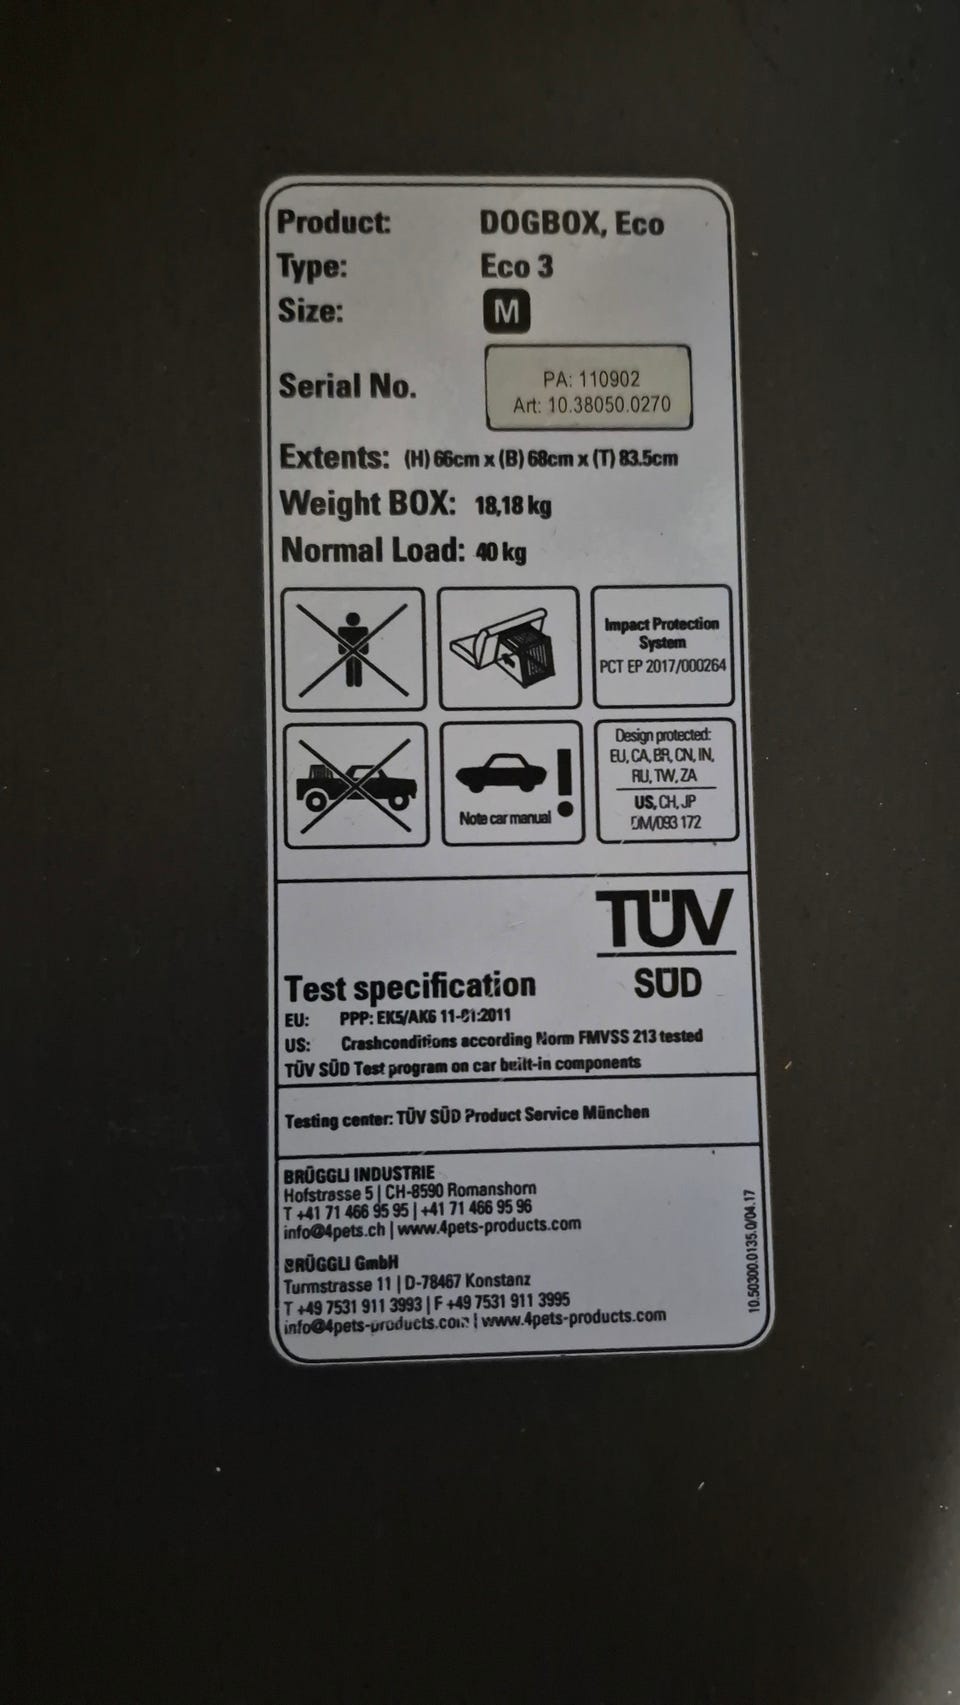 Product: DOGBOX, Eco
Type: Eco 3
Size: M
Serial No. PA: 110902
Art: 10.38050.0270
Extents: (H) 66cm x (B) 68cm x (T) 83.5cm
Weight BOX: 18,18 kg
Normal Load: 40 kg
Impact Protection
System
PCT EP 2017/000264
Note car manual
Design protected:
EU, CA, BR, CN, IN,
RU, TW, ZA
US, CH, JP
DM/093 172
TÜV
SÜD
Test specification
EU: PPP: EK5/AK6 11-01:2011
US: Crashconditions according Norm FMVSS 213 tested
TÜV SÜD Test program on car built-in components
Testing center: TÜV SÜD Product Service München
BRÜGGLI INDUSTRIE
Hofstrasse 5 | CH-8590 Romanshorn
T +41 71 466 95 95 | +41 71 466 95 96
info@4pets.ch | www.4pets-products.com
BRÜGGLI GmbH
Turmstrasse 11 | D-78467 Konstanz
T +49 7531 911 3993 | F +49 7531 911 3995
info@4pets-products.com | www.4pets-products.com
10.50300.0135.0/04.17